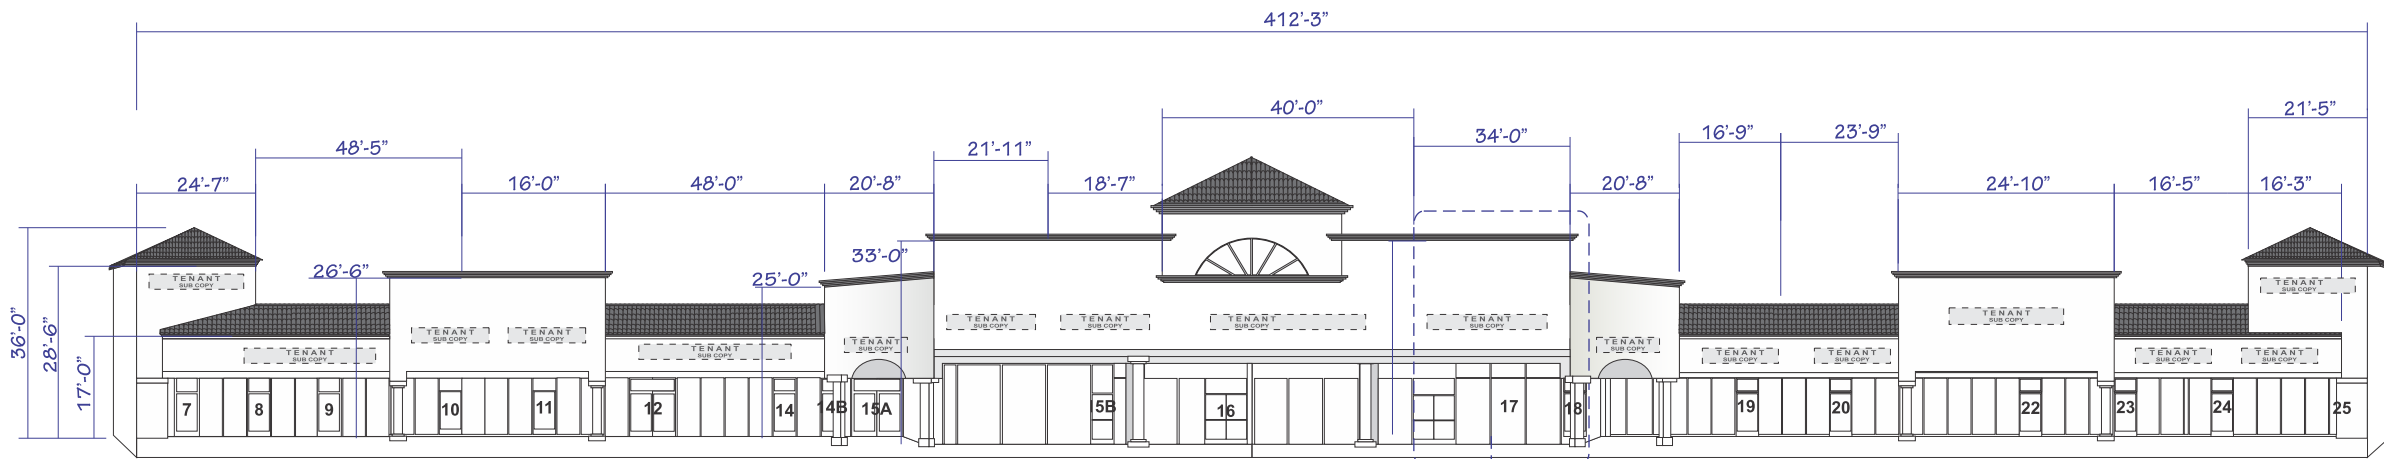 412’-3”
40’-0”
21’-5”
34’-0”
16’-9”
23’-9”
48’-5”
21’-11”
24’-7”
16’-0”
48’-0”
20’-8”
18’-7”
20’-8”
24’-10”
16’-5”
16’-3”
36’-0”
28’-6”
17’-0”
26’-6”
25’-0”
33’-0”
TENANT
SUB COPY
TENANT
SUB COPY
TENANT
SUB COPY
TENANT
SUB COPY
TENANT
SUB COPY
TENANT
SUB COPY
TENANT
SUB COPY
TENANT
SUB COPY
TENANT
SUB COPY
TENANT
SUB COPY
TENANT
SUB COPY
TENANT
SUB COPY
TENANT
SUB COPY
TENANT
SUB COPY
TENANT
SUB COPY
TENANT
SUB COPY
TENANT
SUB COPY
7 8 9 10 11 12 14 14B 15A 15B 16 17 18 19 20 22 23 24 25